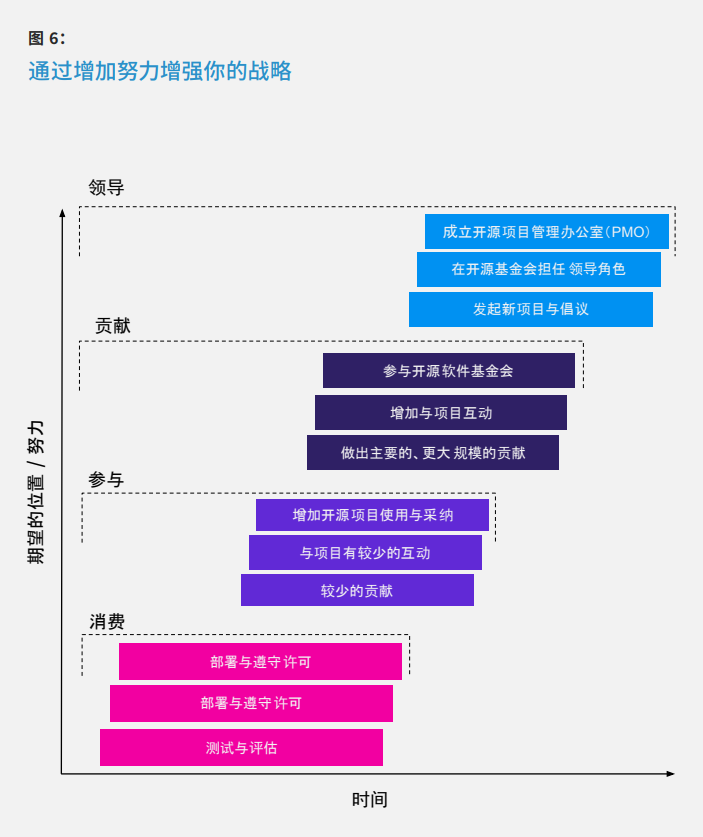 图 6：
通过增加努力增强你的战略
领导
成立开源项目管理办公室（PMO）
在开源基金会担任 领导角色
发起新项目与倡议
贡献
参与开源软件基金会
增加与项目互动
做出主要的、更大 规模的贡献
参与
增加开源项目使用与采纳
与项目有较少的互动
较少的贡献
消费
部署与遵守许可
部署与遵守许可
测试与评估
期望的位置 / 努力
时间